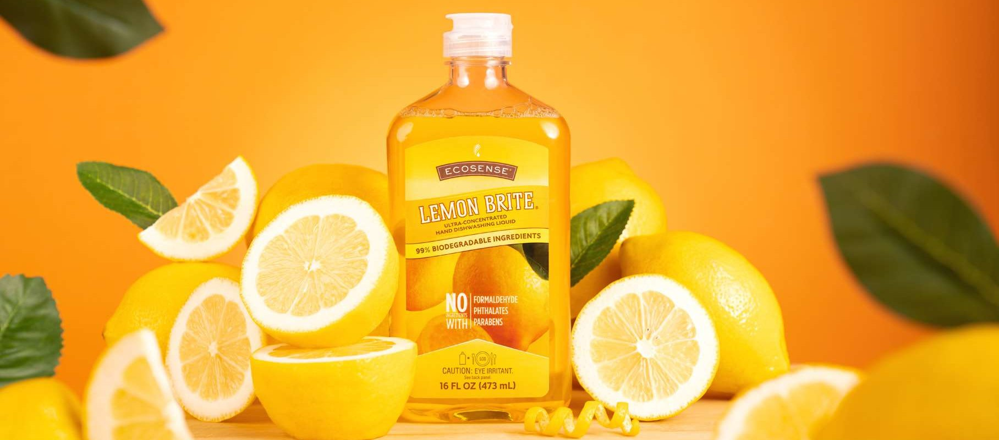 ECOSENSE
LEMON BRITE®
ULTRA-CONCENTRATED
HAND DISHWASHING LIQUID
99% BIODEGRADABLE INGREDIENTS
NO
INGREDIENTS
WITH
FORMALDEHYDE
PHTHALATES
PARABENS
= 500
CAUTION: EYE IRRITANT.
See back panel.
16 FL OZ (473 mL)